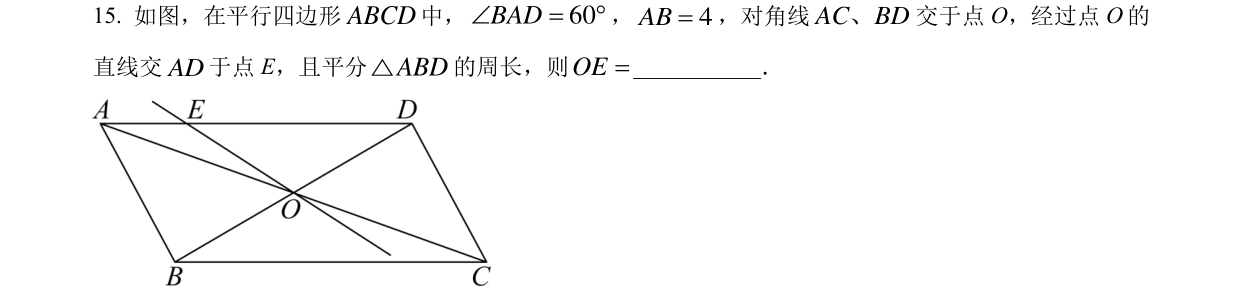 15. 如图，在平行四边形 ABCD 中，∠BAD = 60°，AB = 4，对角线 AC、BD 交于点 O，经过点 O 的
直线交 AD 于点 E，且平分△ABD 的周长，则 OE = __________.
A E D
O
B C